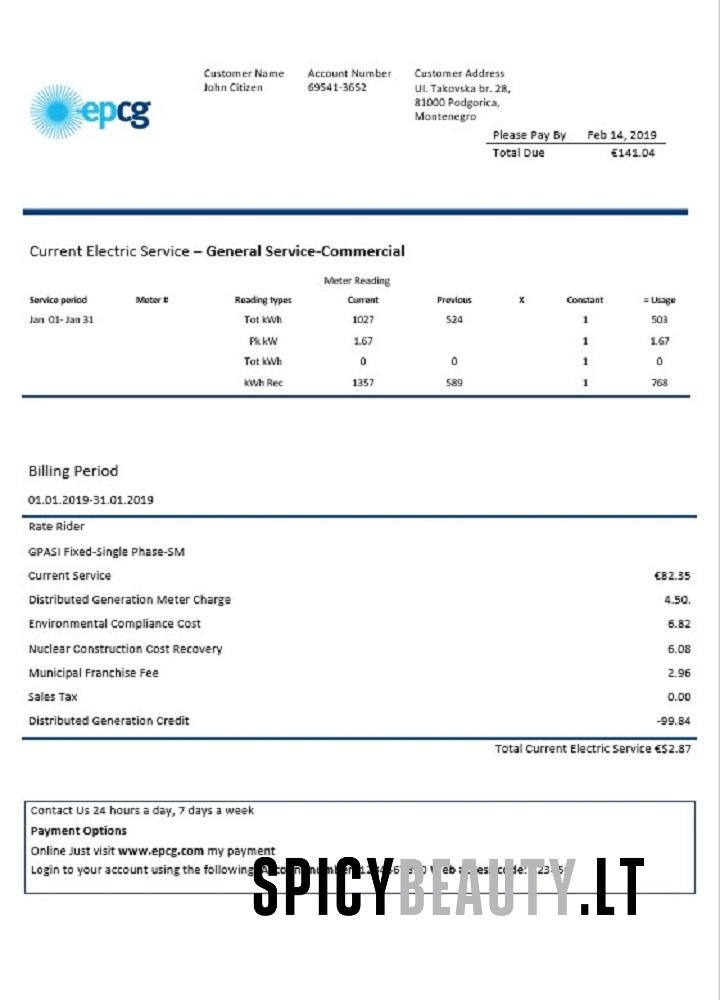 epcg
Customer Name Account Number Customer Address
John Citizen 69541-3652 Ul. Takovska br. 28,
81000 Podgorica,
Montenegro
Please Pay By Feb 14, 2019
Total Due €141.04
Current Electric Service – General Service-Commercial
Meter Reading
Service period Meter # Reading types Current Previous X Constant = Usage
Jan 01- Jan 31 Tot kWh 1027 524 1 503
Pk kW 1.67 1 1.67
Tot kWh 0 0 1 0
kWh Rec 1357 589 1 768
Billing Period
01.01.2019-31.01.2019
Rate Rider
GPASI Fixed-Single Phase-SM
Current Service €82.35
Distributed Generation Meter Charge 4.50.
Environmental Compliance Cost 6.82
Nuclear Construction Cost Recovery 6.08
Municipal Franchise Fee 2.96
Sales Tax 0.00
Distributed Generation Credit -99.84
Total Current Electric Service €52.87
Contact Us 24 hours a day, 7 days a week
Payment Options
Online Just visit www.epcg.com my payment
Login to your account using the following
SPICYBEAUTY.LT